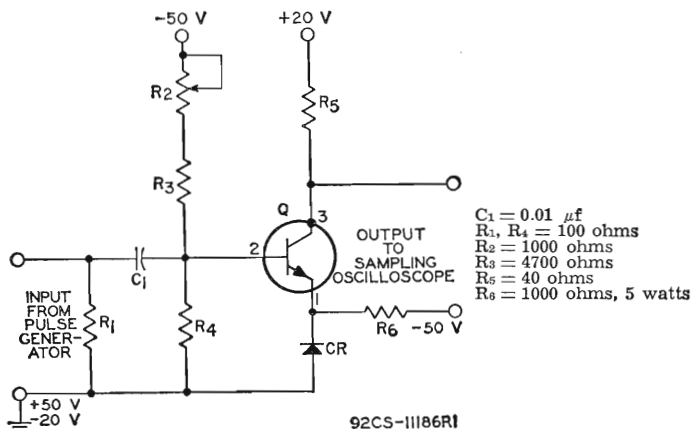 -50 V
+20 V
R2
R5
R3
Q
3
2
1
C1
OUTPUT
TO
SAMPLING
OSCILLOSCOPE
INPUT
FROM
PULSE
GENER-
ATOR
R1
R4
R6
-50 V
CR
+50 V
-20 V
92CS-11186R1
C1 = 0.01 μf
R1, R4 = 100 ohms
R2 = 1000 ohms
R3 = 4700 ohms
R5 = 40 ohms
R6 = 1000 ohms, 5 watts